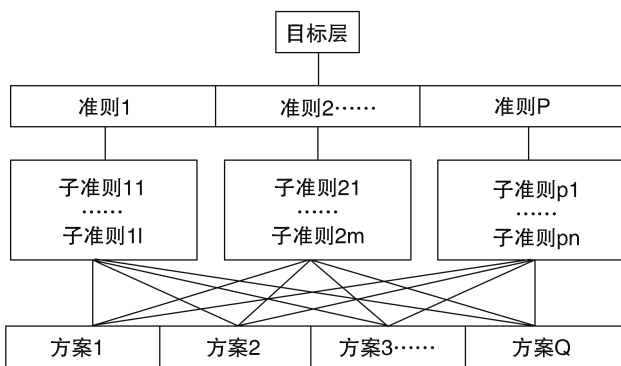 目标层
准则1 准则2…… 准则P
子准则11 子准则21 子准则p1
…… …… ……
子准则1l 子准则2m 子准则pn
方案1 方案2 方案3…… 方案Q